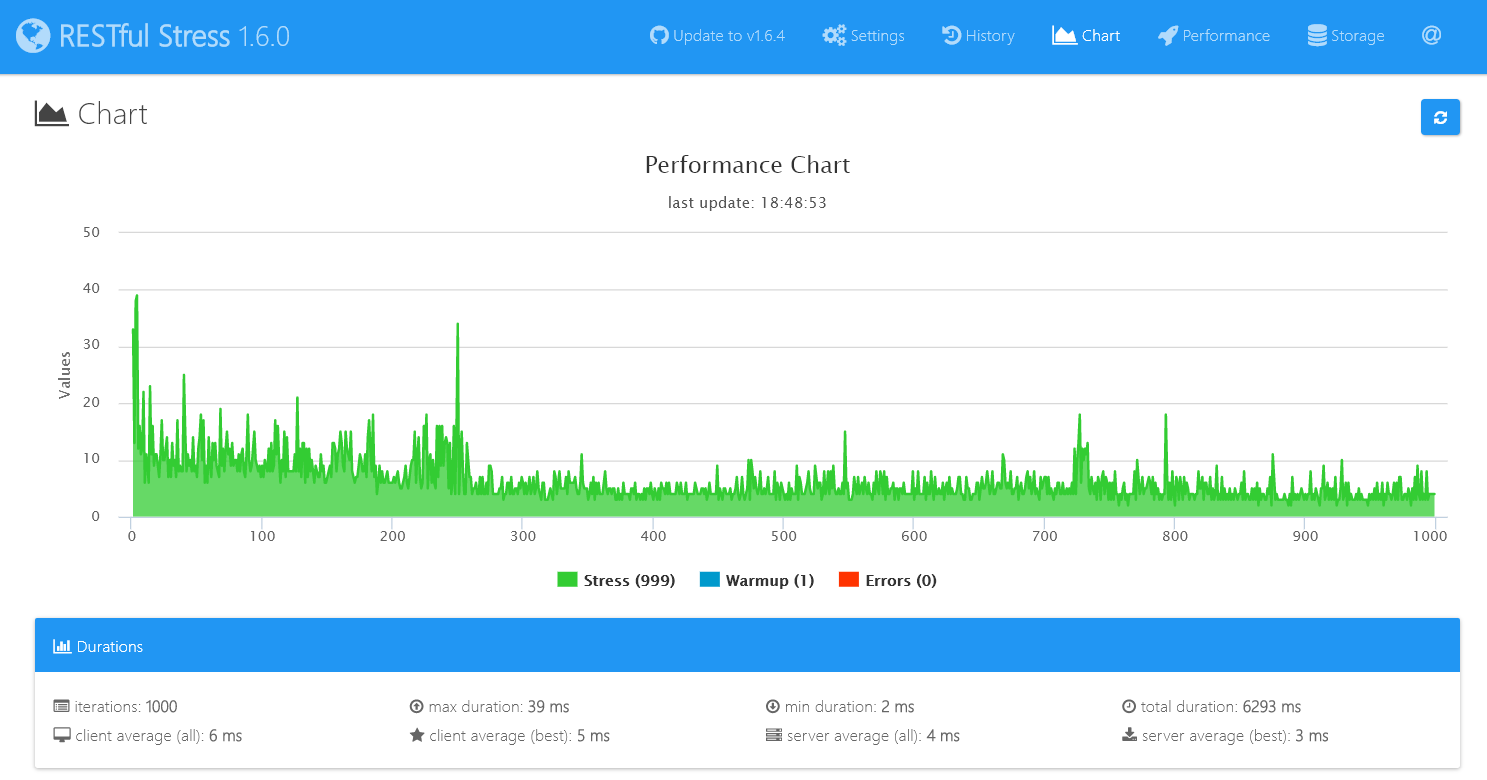 RESTful Stress 1.6.0
Update to v1.6.4 Settings History Chart Performance Storage @
Chart
Performance Chart
last update: 18:48:53
Values
50
40
30
20
10
0
0 100 200 300 400 500 600 700 800 900 1000
Stress (999) Warmup (1) Errors (0)
Durations
iterations: 1000 max duration: 39 ms min duration: 2 ms total duration: 6293 ms
client average (all): 6 ms client average (best): 5 ms server average (all): 4 ms server average (best): 3 ms